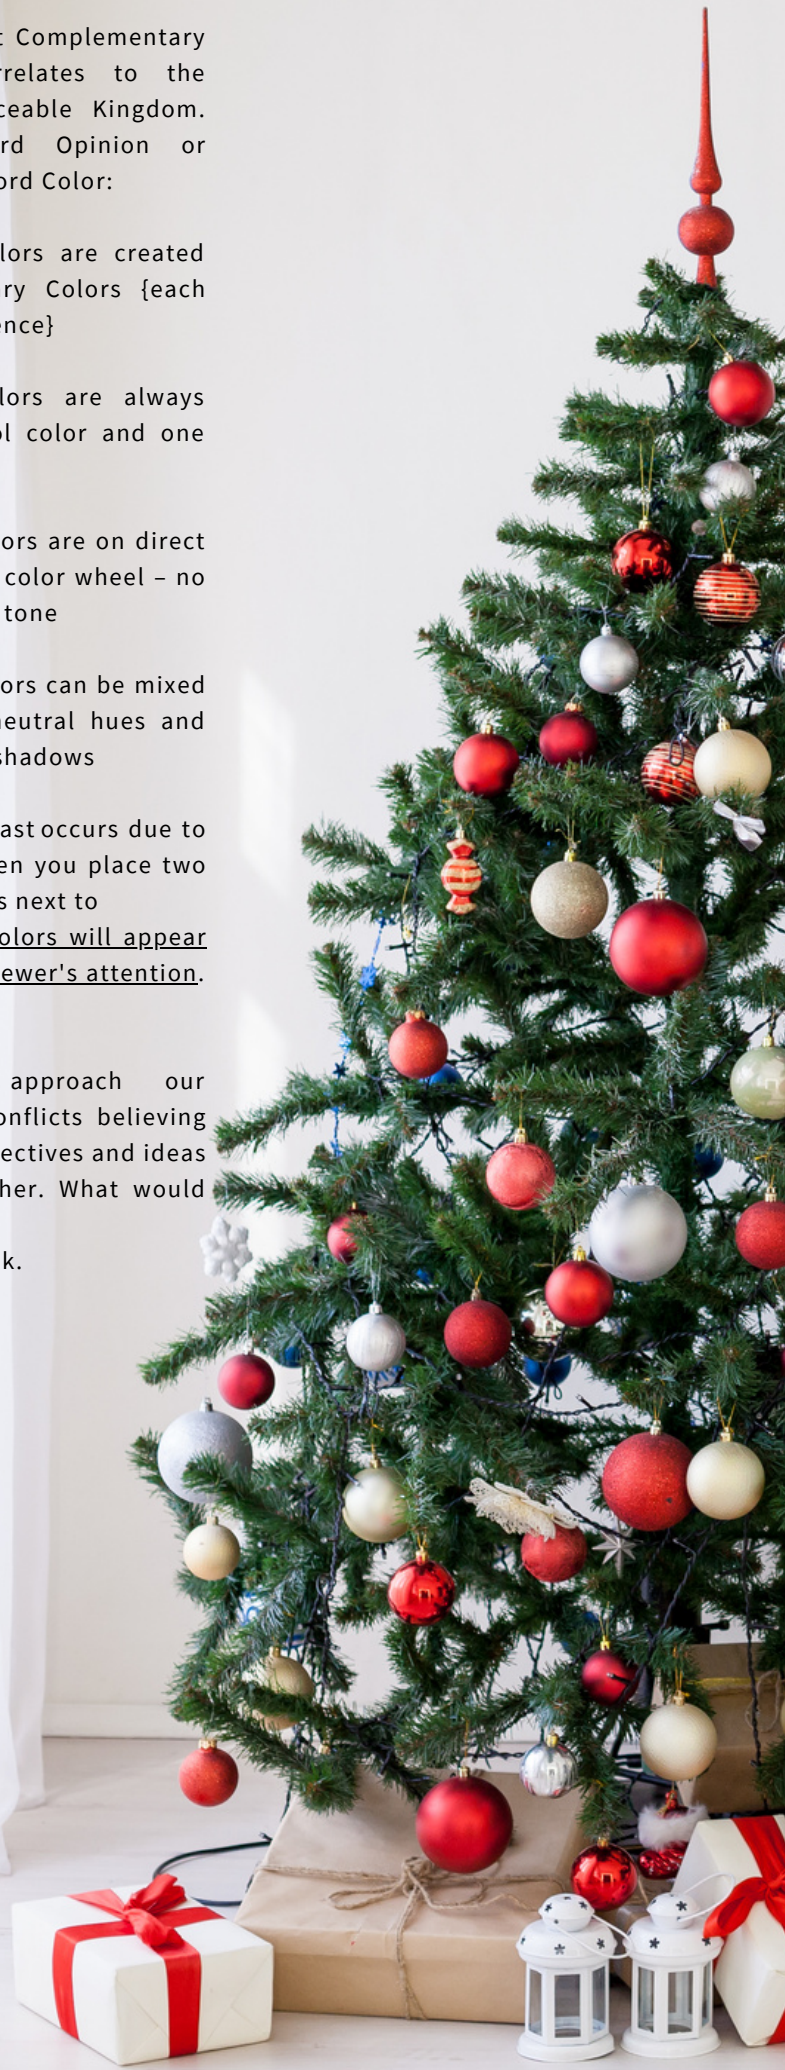 t Complementary
rrelates to the
ceable Kingdom.
rd Opinion or
ord Color:
lors are created
ary Colors {each
ence}
lors are always
ol color and one
ors are on direct
color wheel – no
tone
ors can be mixed
neutral hues and
shadows
ast occurs due to
en you place two
s next to
olors will appear
ewer's attention.
approach our
onflicts believing
ectives and ideas
her. What would
k.